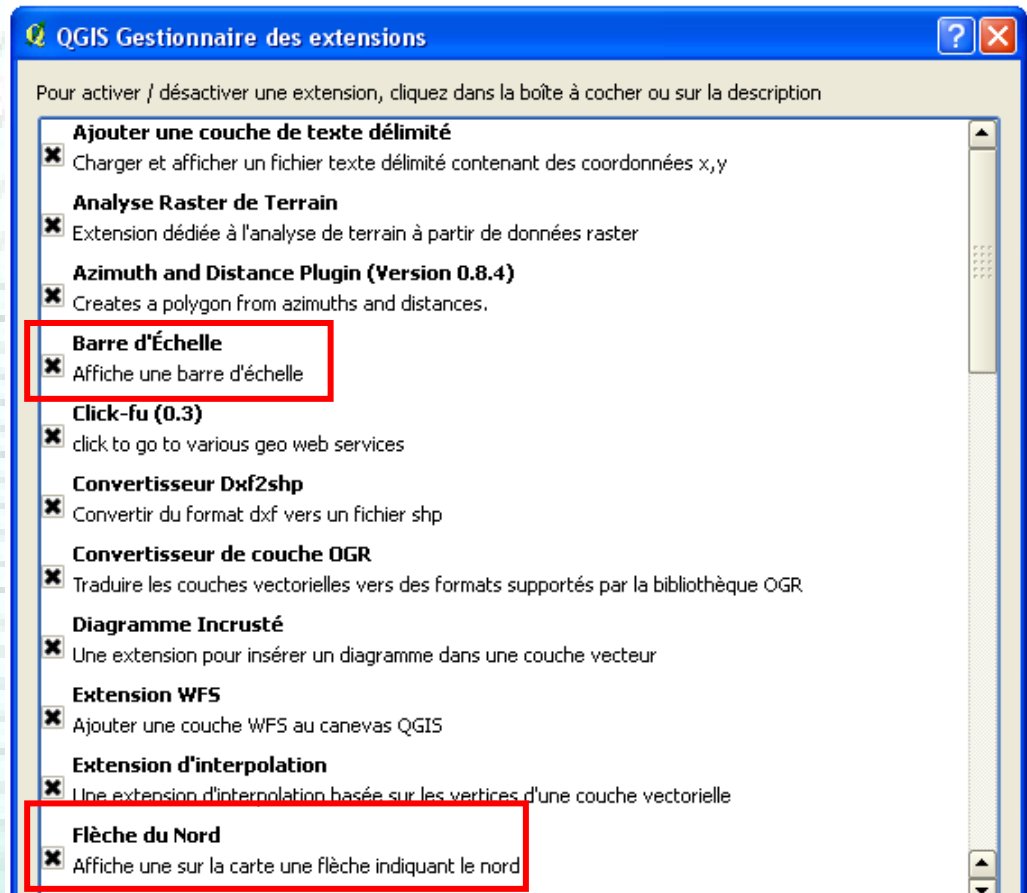 QGIS Gestionnaire des extensions
Pour activer / désactiver une extension, cliquez dans la boîte à cocher ou sur la description
Ajouter une couche de texte délimité
Charger et afficher un fichier texte délimité contenant des coordonnées x,y
Analyse Raster de Terrain
Extension dédiée à l'analyse de terrain à partir de données raster
Azimuth and Distance Plugin (Version 0.8.4)
Creates a polygon from azimuths and distances.
Barre d'Échelle
Affiche une barre d'échelle
Click-fu (0.3)
click to go to various geo web services
Convertisseur Dxf2shp
Convertir du format dxf vers un fichier shp
Convertisseur de couche OGR
Traduire les couches vectorielles vers des formats supportés par la bibliothèque OGR
Diagramme Incrusté
Une extension pour insérer un diagramme dans une couche vecteur
Extension WFS
Ajouter une couche WFS au canevas QGIS
Extension d'interpolation
Une extension d'interpolation basée sur les vertices d'une couche vectorielle
Flèche du Nord
Affiche une sur la carte une flèche indiquant le nord